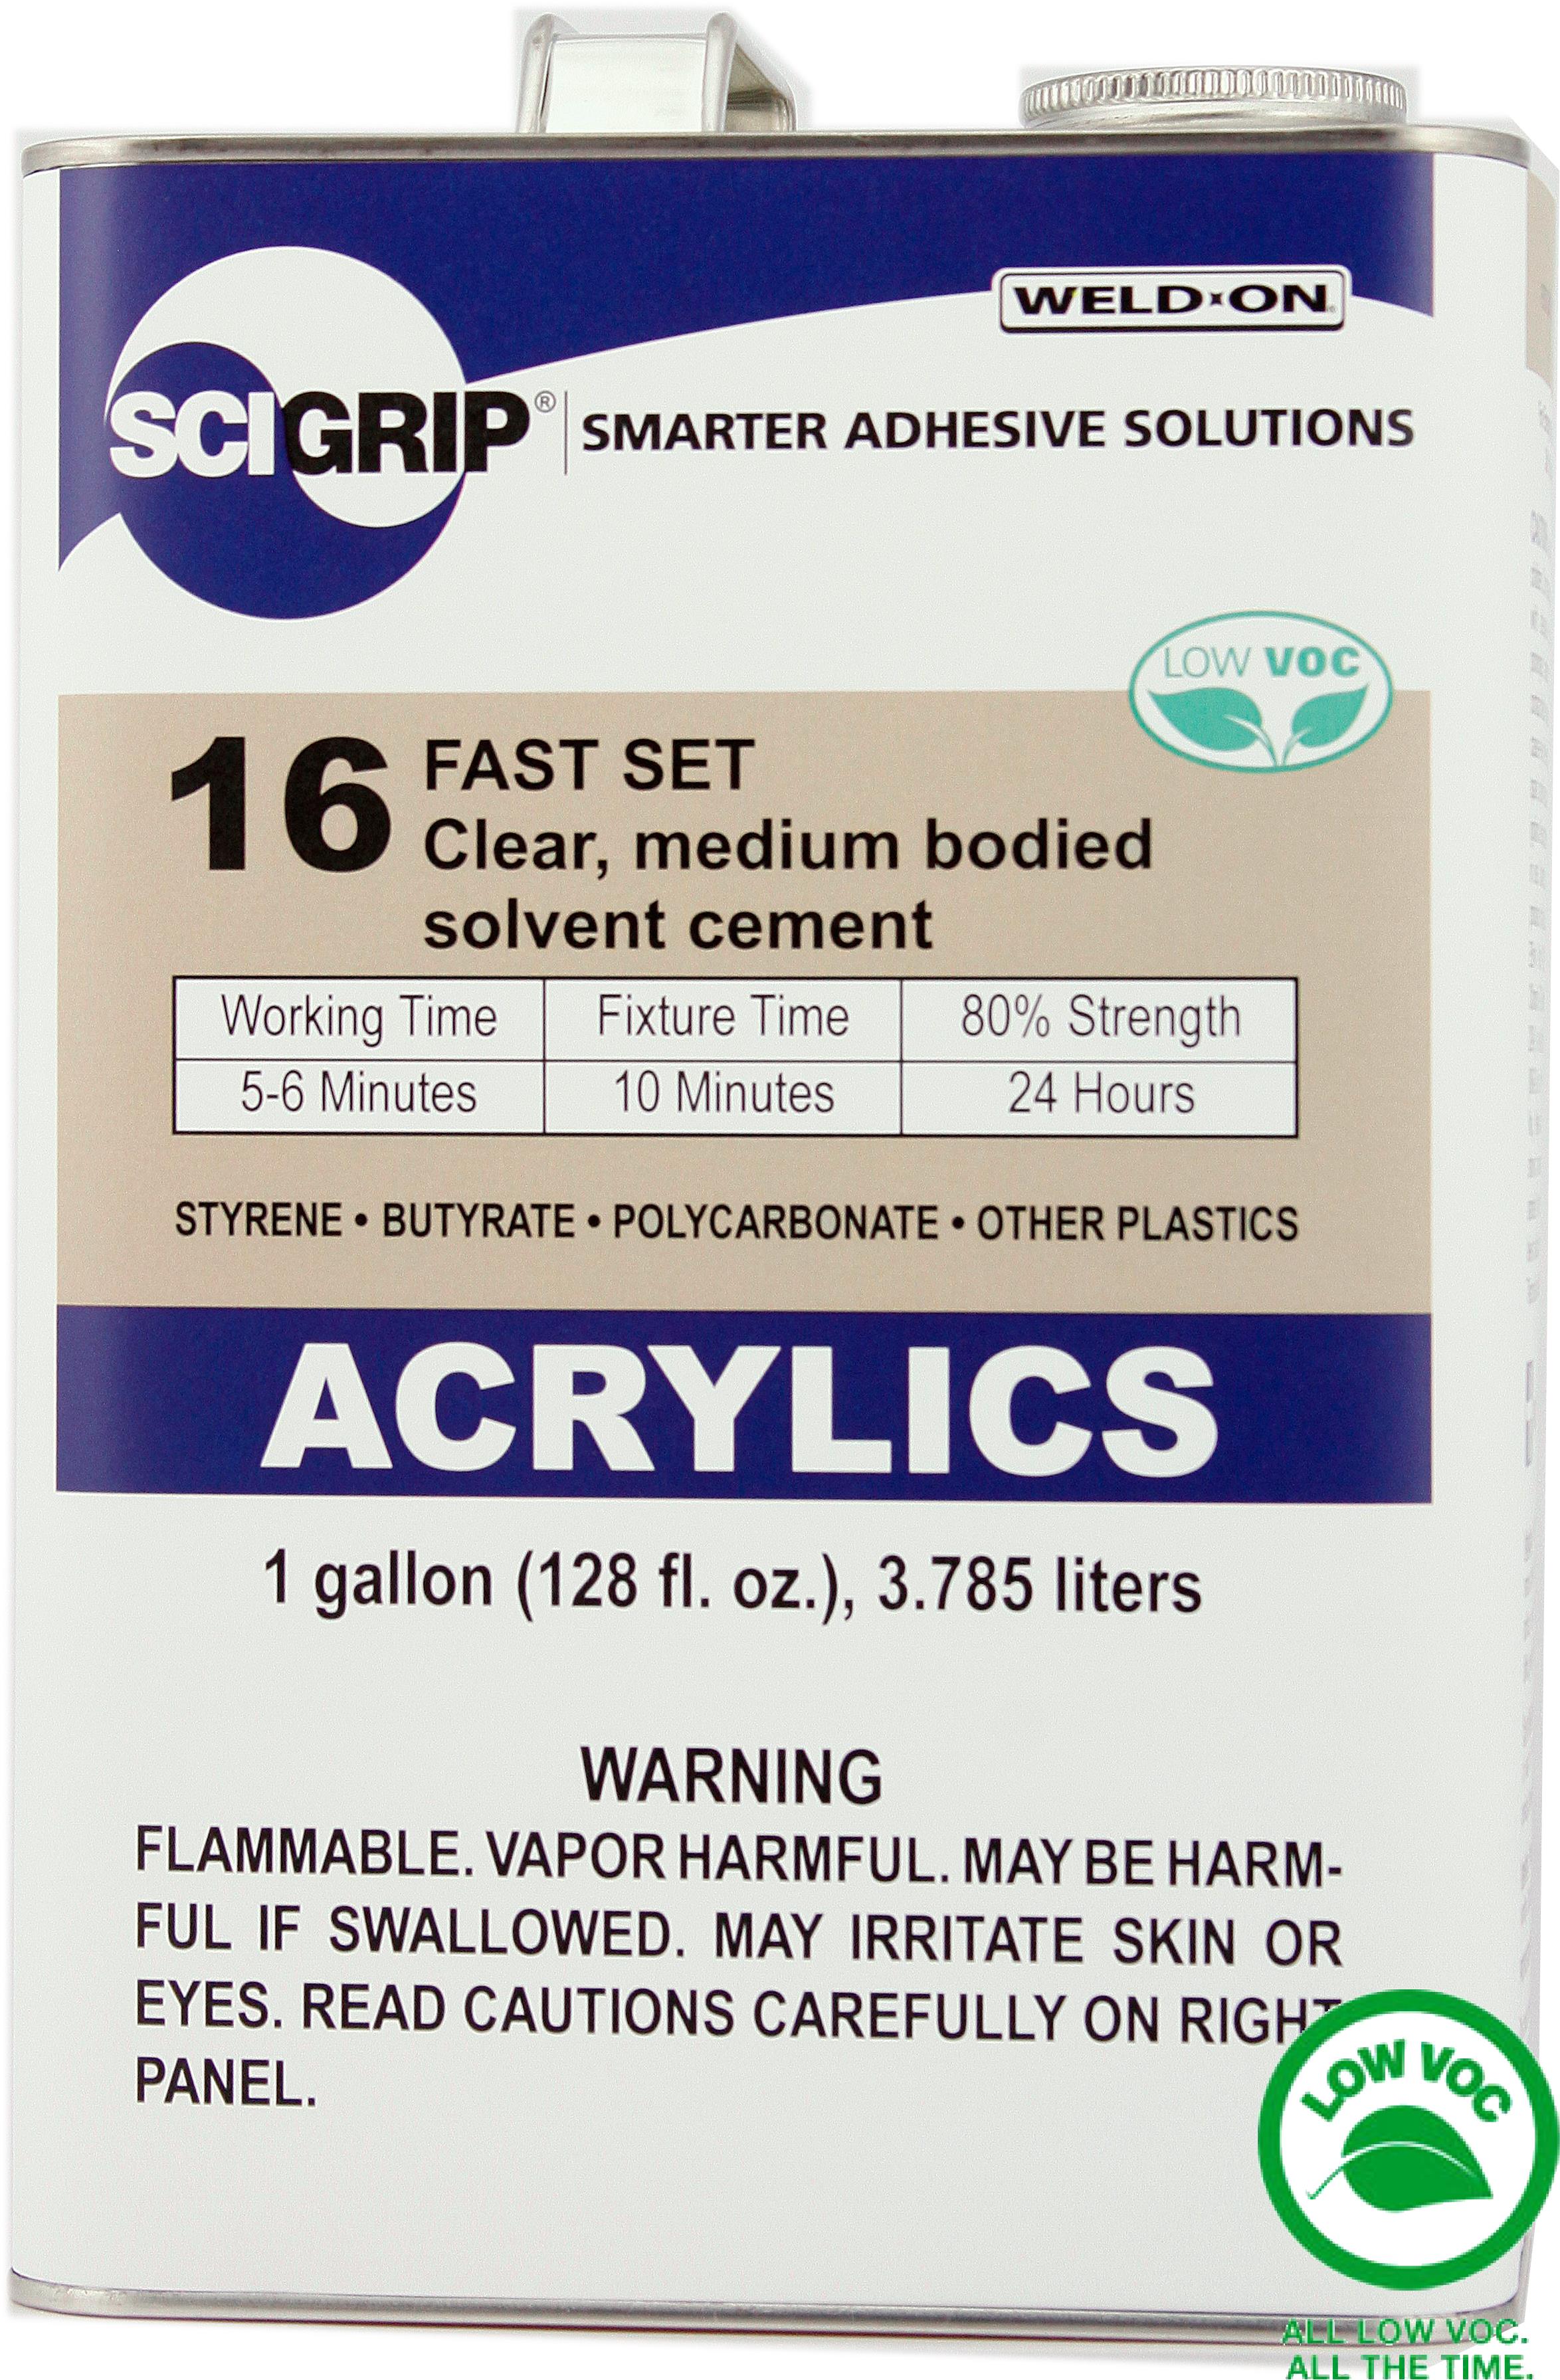 WELD-ON
SCIGRIP® SMARTER ADHESIVE SOLUTIONS
LOW VOC
16 FAST SET
Clear, medium bodied
solvent cement
Working Time Fixture Time 80% Strength
5-6 Minutes 10 Minutes 24 Hours
STYRENE • BUTYRATE • POLYCARBONATE • OTHER PLASTICS
ACRYLICS
1 gallon (128 fl. oz.), 3.785 liters
WARNING
FLAMMABLE. VAPOR HARMFUL. MAY BE HARM-
FUL IF SWALLOWED. MAY IRRITATE SKIN OR
EYES. READ CAUTIONS CAREFULLY ON RIGHT
PANEL.
LOW VOC
ALL LOW VOC.
ALL THE TIME.